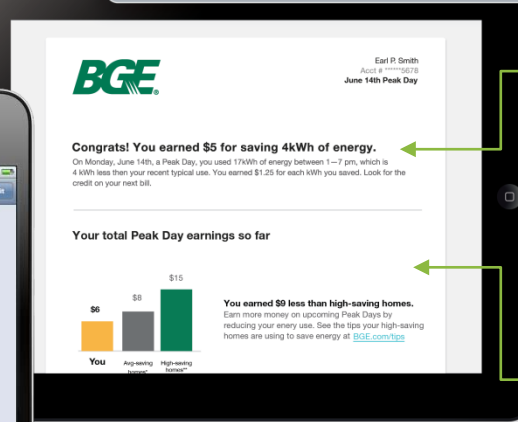 BGE
Earl P. Smith
Acct # ******5678
June 14th Peak Day
Congrats! You earned $5 for saving 4kWh of energy.
On Monday, June 14th, a Peak Day, you used 17kWh of energy between 1—7 pm, which is
4 kWh less then your recent typical use. You earned $1.25 for each kWh you saved. Look for the
credit on your next bill.
Your total Peak Day earnings so far
$15
$8
$6
You earned $9 less than high-saving homes.
Earn more money on upcoming Peak Days by
reducing your enery use. See the tips your high-saving
homes are using to save energy at BGE.com/tips
You
Avg-saving High-saving
homes* homes**